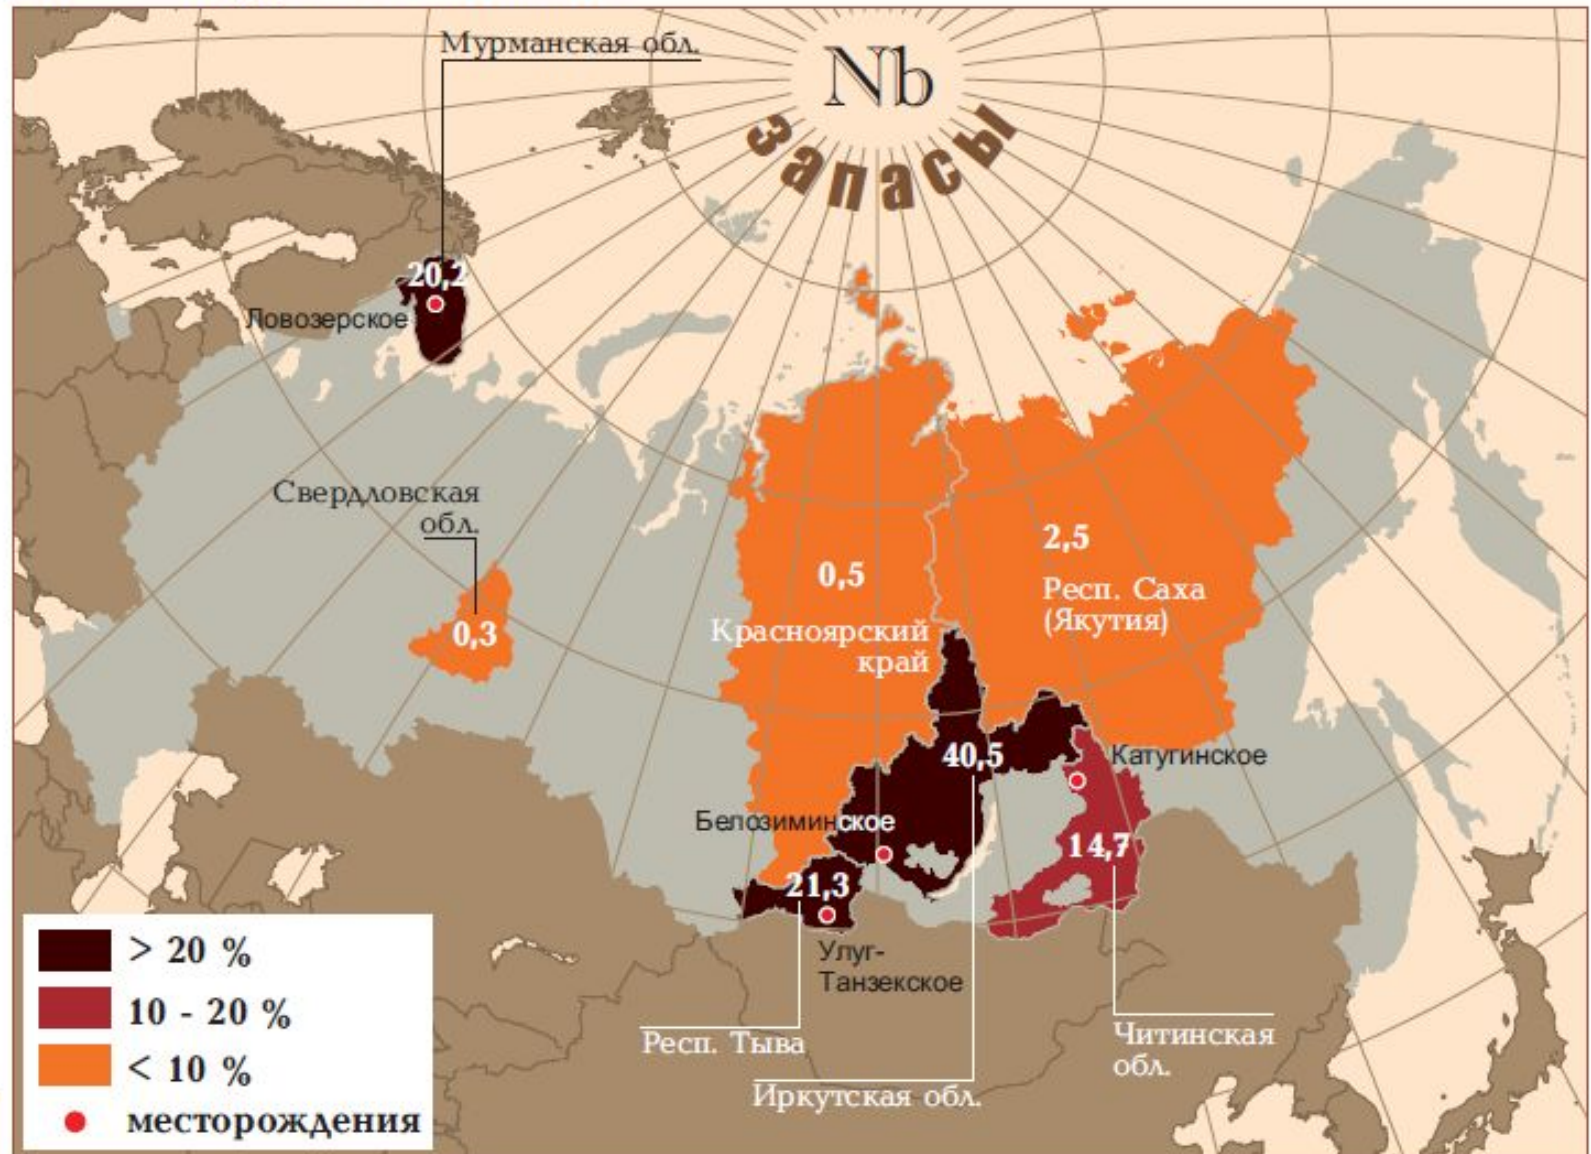 Мурманская обл.
Nb
запасы
20,2
Ловозерское
Свердловская
обл.
0,3
0,5
Красноярский
край
2,5
Респ. Саха
(Якутия)
40,5
Катугинское
Белозиминское
14,7
21,3
Улуг-
Танзекское
Респ. Тыва
Иркутская обл.
Читинская
обл.
> 20 %
10 - 20 %
< 10 %
месторождения